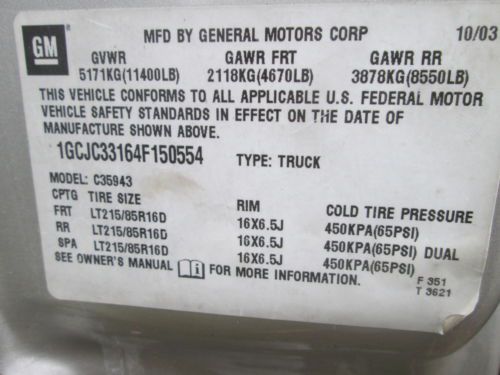 GM
MFD BY GENERAL MOTORS CORP 10/03
GVWR GAWR FRT GAWR RR
5171KG(11400LB) 2118KG(4670LB) 3878KG(8550LB)
THIS VEHICLE CONFORMS TO ALL APPLICABLE U.S. FEDERAL MOTOR
VEHICLE SAFETY STANDARDS IN EFFECT ON THE DATE OF
MANUFACTURE SHOWN ABOVE.
1GCJC33164F150554 TYPE: TRUCK
MODEL: C35943
CPTG TIRE SIZE RIM COLD TIRE PRESSURE
FRT LT215/85R16D 16X6.5J 450KPA(65PSI)
RR LT215/85R16D 16X6.5J 450KPA(65PSI) DUAL
SPA LT215/85R16D 16X6.5J 450KPA(65PSI)
SEE OWNER'S MANUAL FOR MORE INFORMATION.
F 351
T 3621